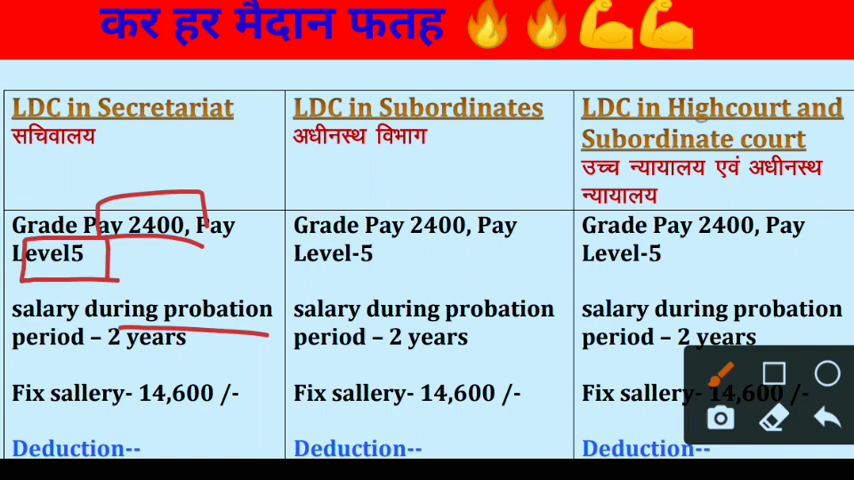 कर हर मैदान फतह 🔥🔥💪💪
LDC in Secretariat
सचिवालय
Grade Pay 2400, Pay
Level5
salary during probation
period – 2 years
Fix sallery- 14,600 /-
Deduction--
LDC in Subordinates
अधीनस्थ विभाग
Grade Pay 2400, Pay
Level-5
salary during probation
period – 2 years
Fix sallery- 14,600 /-
Deduction--
LDC in Highcourt and
Subordinate court
उच्च न्यायालय एवं अधीनस्थ
न्यायालय
Grade Pay 2400, Pay
Level-5
salary during probation
period – 2 years
Fix sallery- 14,600 /-
Deduction--